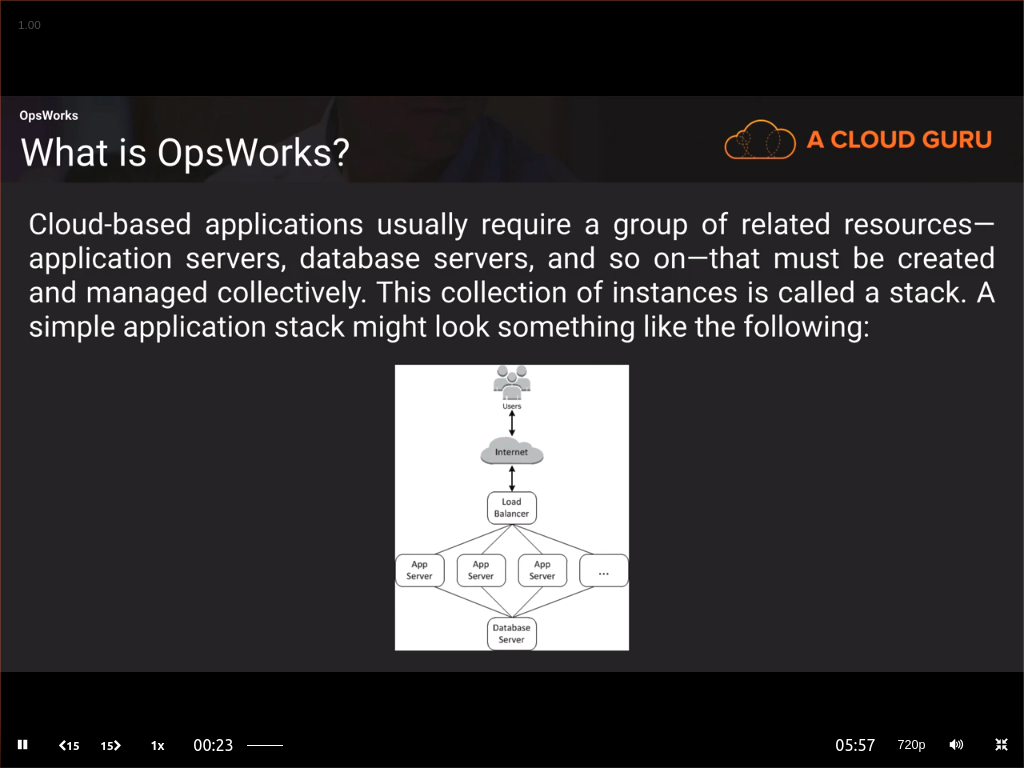 1.00
OpsWorks
What is OpsWorks?
A CLOUD GURU
Cloud-based applications usually require a group of related resources—
application servers, database servers, and so on—that must be created
and managed collectively. This collection of instances is called a stack. A
simple application stack might look something like the following:
Users
Internet
Load
Balancer
App
Server
App
Server
App
Server
...
Database
Server
15
15
1x
00:23
05:57
720p